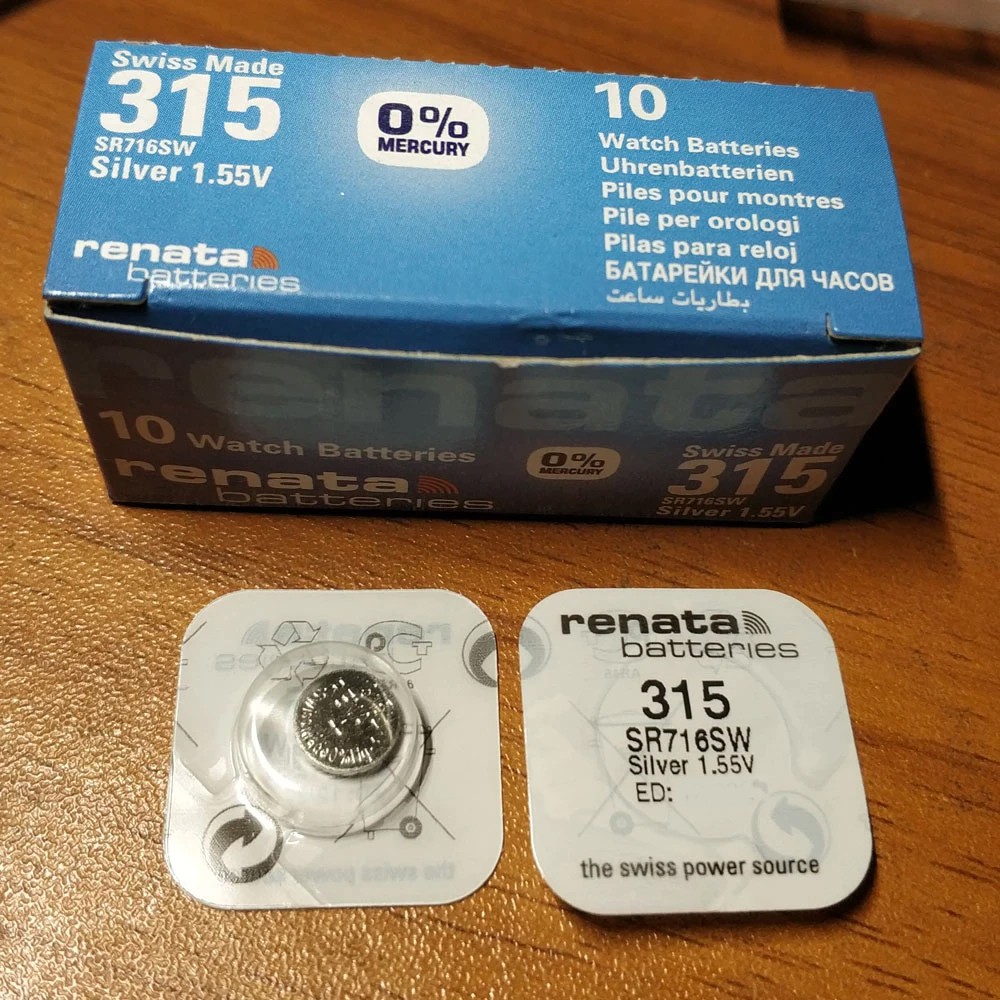 Swiss Made
315
SR716SW
Silver 1.55V
0%
MERCURY
renata
batteries
10
Watch Batteries
Uhrenbatterien
Piles pour montres
Pile per orologi
Pilas para reloj
БАТАРЕЙКИ ДЛЯ ЧАСОВ
بطاريات ساعت
renata
10 Watch Batteries
renata
batteries
0%
MERCURY
Swiss Made
315
SR716SW
Silver 1.55V
renata
batteries
315
SR716SW
Silver 1.55V
ED:
the swiss power source